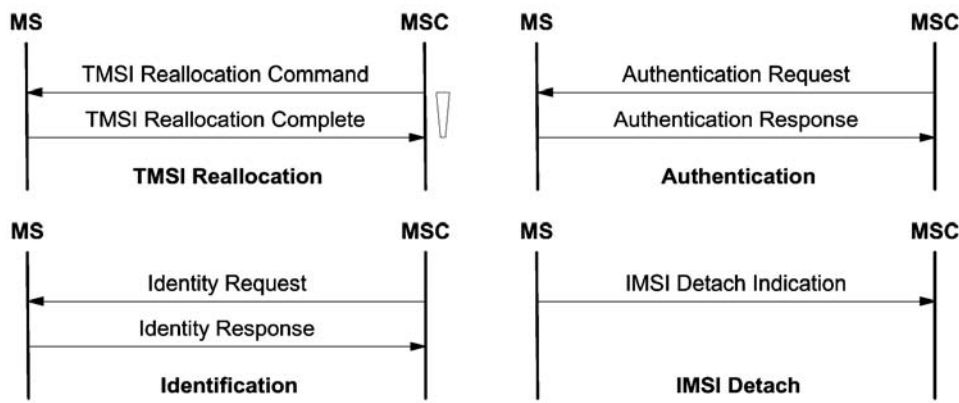 MS MSC
TMSI Reallocation Command
TMSI Reallocation Complete
TMSI Reallocation
MS MSC
Authentication Request
Authentication Response
Authentication
MS MSC
Identity Request
Identity Response
Identification
MS MSC
IMSI Detach Indication
IMSI Detach